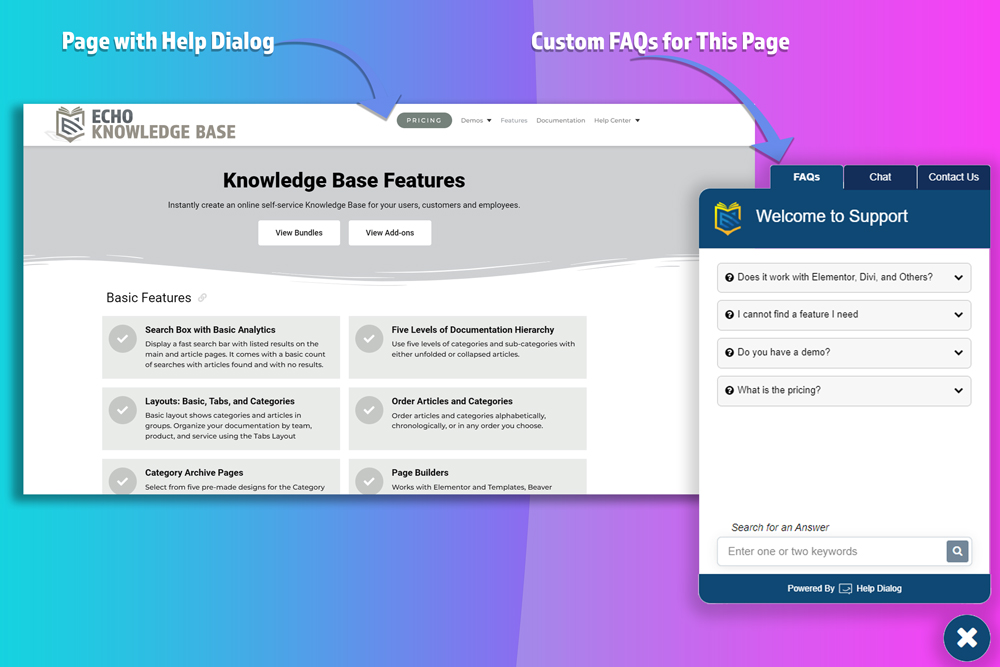 Page with Help Dialog
Custom FAQs for This Page
ECHO
KNOWLEDGE BASE
PRICING
Demos
Features
Documentation
Help Center
Knowledge Base Features
Instantly create an online self-service Knowledge Base for your users, customers and employees.
View Bundles
View Add-ons
Basic Features
Search Box with Basic Analytics
Display a fast search bar with listed results on the
main and article pages. It comes with a basic count
of searches with articles found and with no results.
Five Levels of Documentation Hierarchy
Use five levels of categories and sub-categories with
either unfolded or collapsed articles.
Layouts: Basic, Tabs, and Categories
Basic layout shows categories and articles in
groups. Organize your documentation by team,
product, and service using the Tabs Layout
Order Articles and Categories
Order articles and categories alphabetically,
chronologically, or in any order you choose.
Category Archive Pages
Select from five pre-made designs for the Category
Page Builders
Works with Elementor and Templates, Beaver
FAQs
Chat
Contact Us
Welcome to Support
Does it work with Elementor, Divi, and Others?
I cannot find a feature I need
Do you have a demo?
What is the pricing?
Search for an Answer
Enter one or two keywords
Powered By Help Dialog